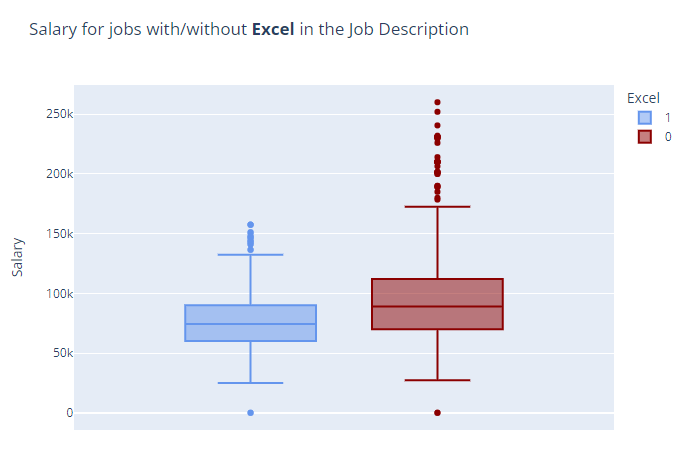 Salary for jobs with/without Excel in the Job Description
Excel
1
0
250k
200k
150k
100k
50k
0
Salary